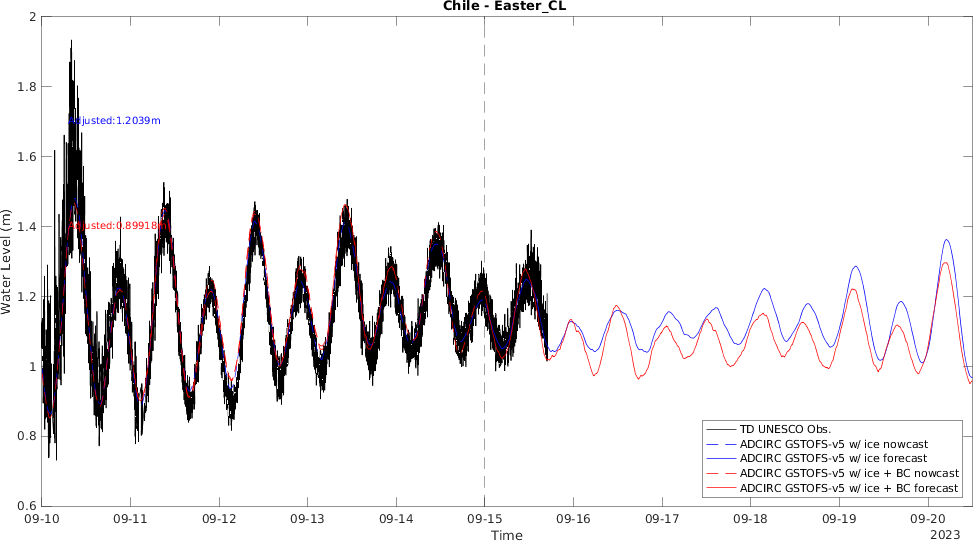 Chile - Easter_CL
2
1.8
1.6
1.4
1.2
1
0.8
0.6
Water Level (m)
Adjusted:1.2039m
Adjusted:0.89918
TD UNESCO Obs.
ADCIRC GSTOFS-v5 w/ ice nowcast
ADCIRC GSTOFS-v5 w/ ice forecast
ADCIRC GSTOFS-v5 w/ ice + BC nowcast
ADCIRC GSTOFS-v5 w/ ice + BC forecast
09-10 09-11 09-12 09-13 09-14 09-15 09-16 09-17 09-18 09-19 09-20
2023
Time